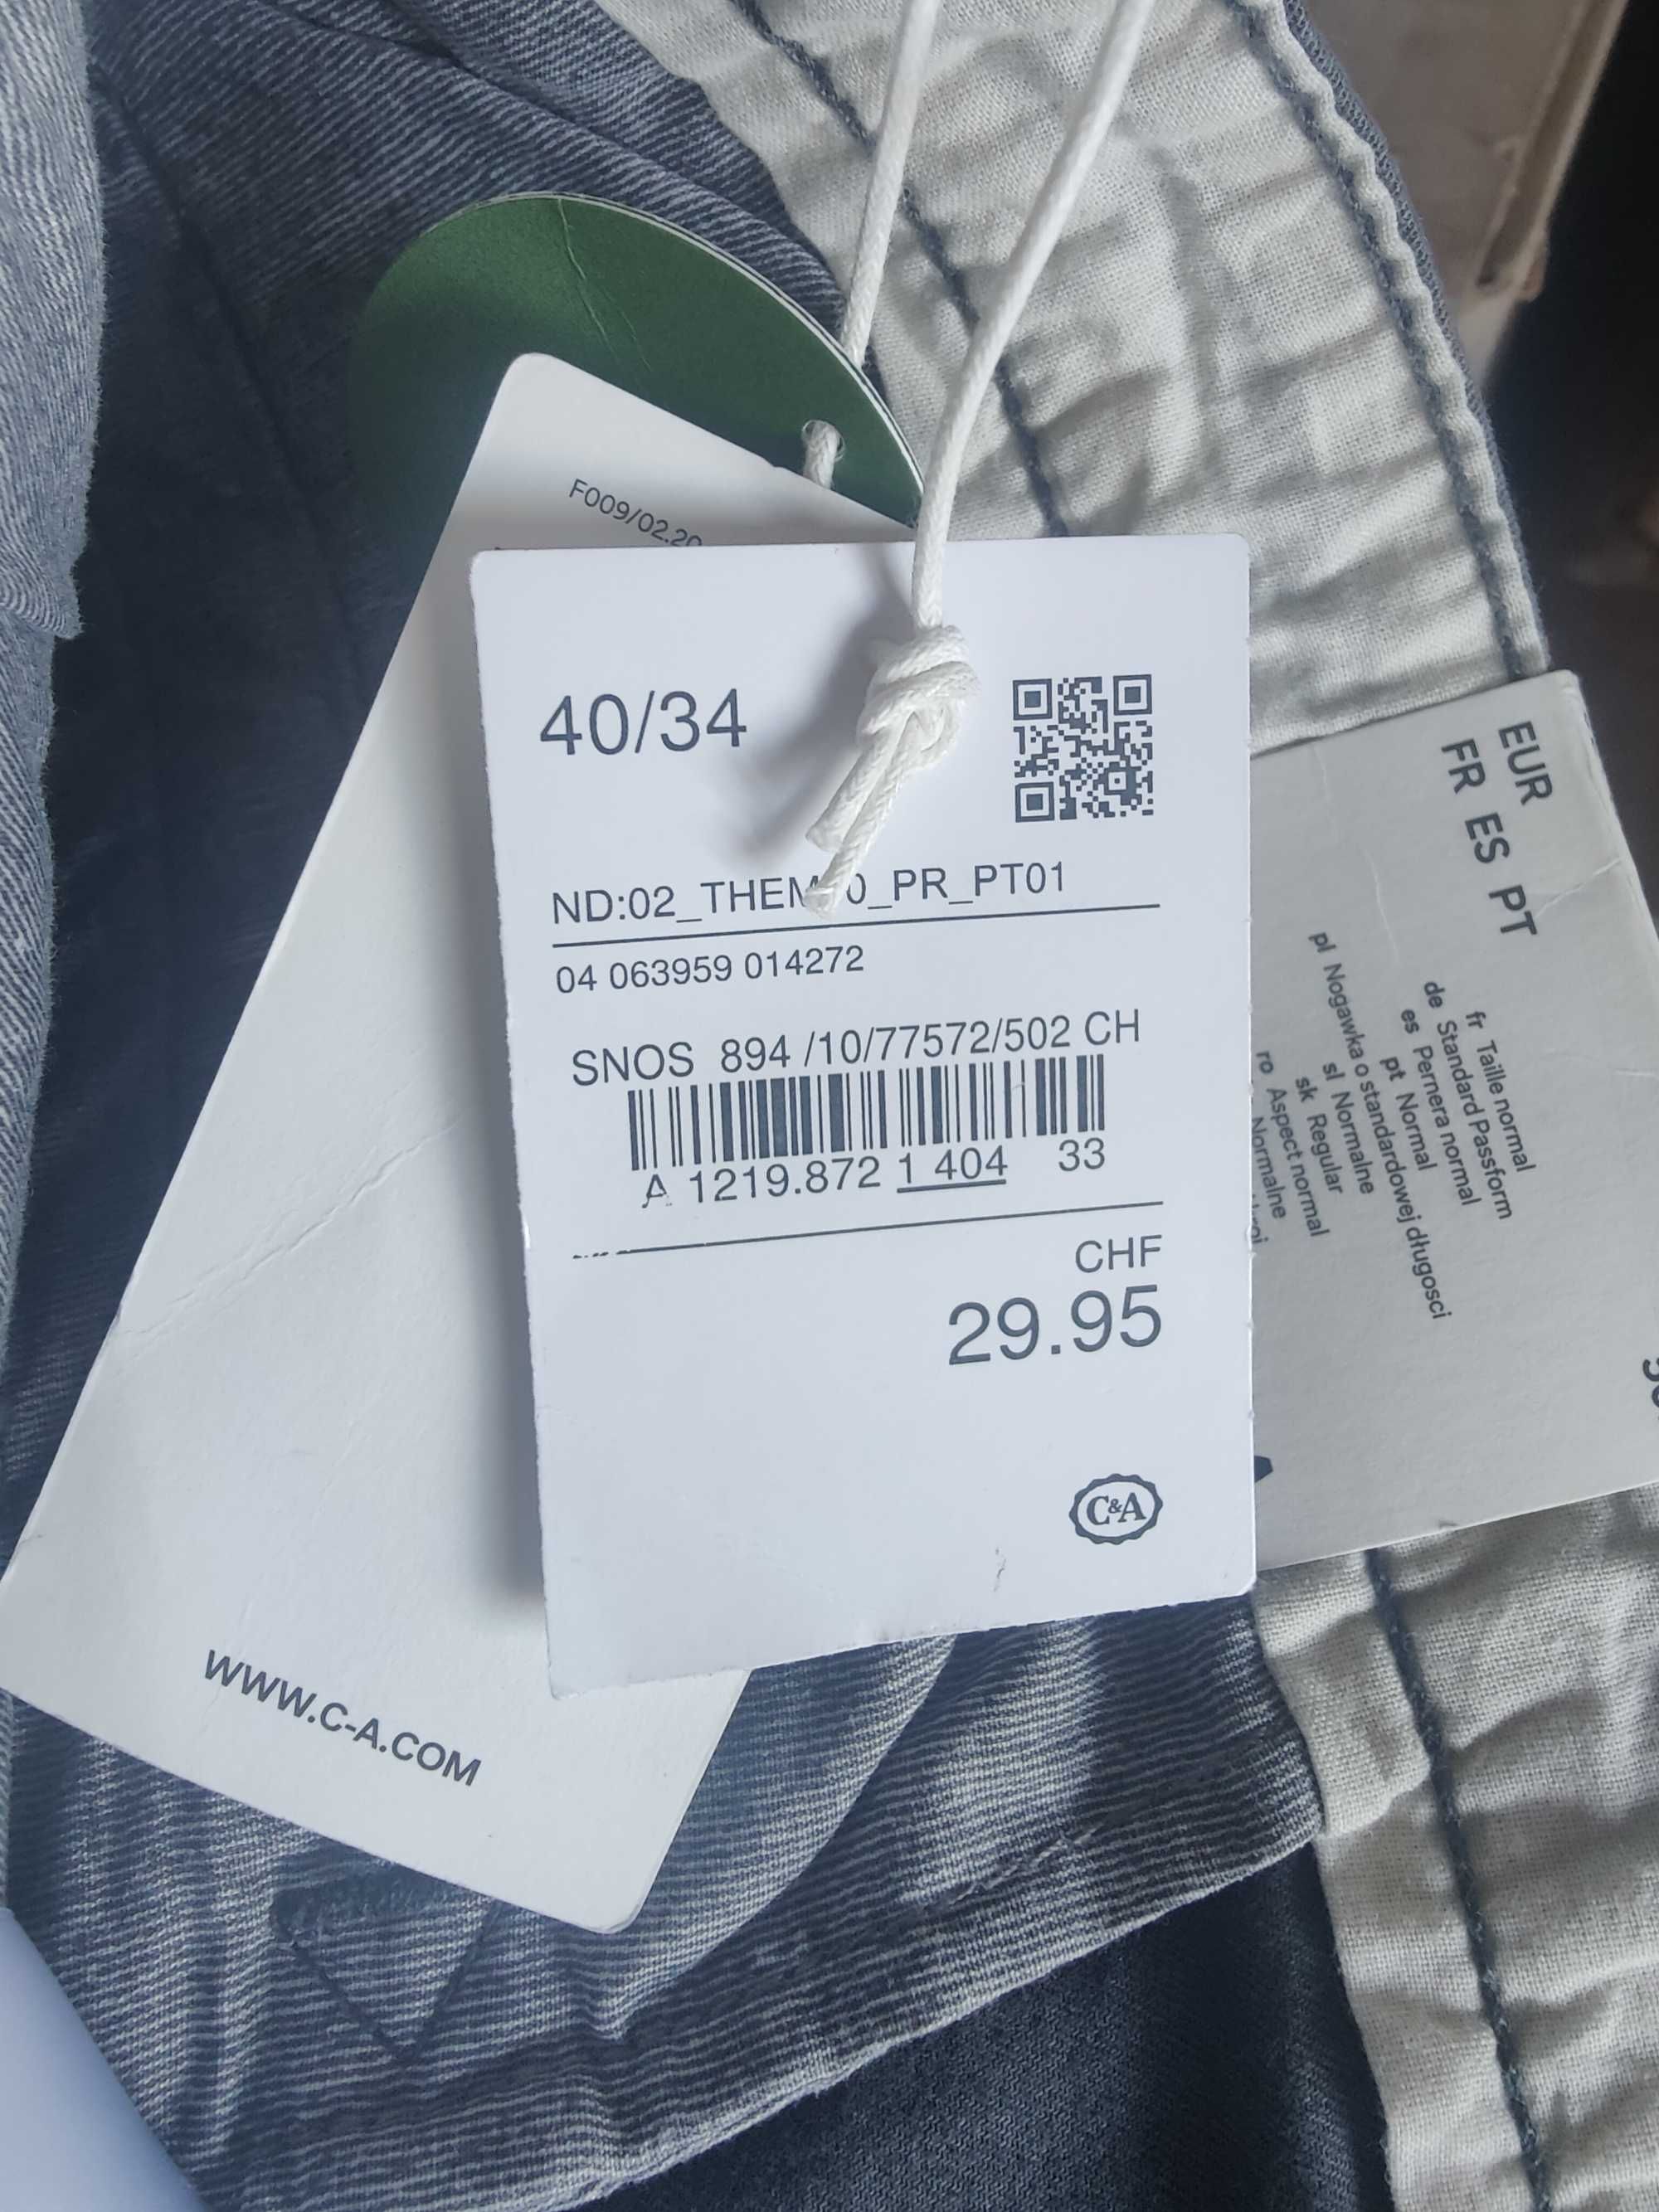 F009/02.20
40/34
ND:02_THEM 0_PR_PT01
04 063959 014272
SNOS 894 /10/77572/502 CH
A 1219.872 1 404 33
CHF
29.95
C&A
WWW.C-A.COM
EUR
FR ES PT
fr Taille normal
de Standard Passform
es Pernera normal
pt Normal
pl Nogawka o standardowej długosci
sl Normalne
sk Regular
ro Aspect normal
Normalne